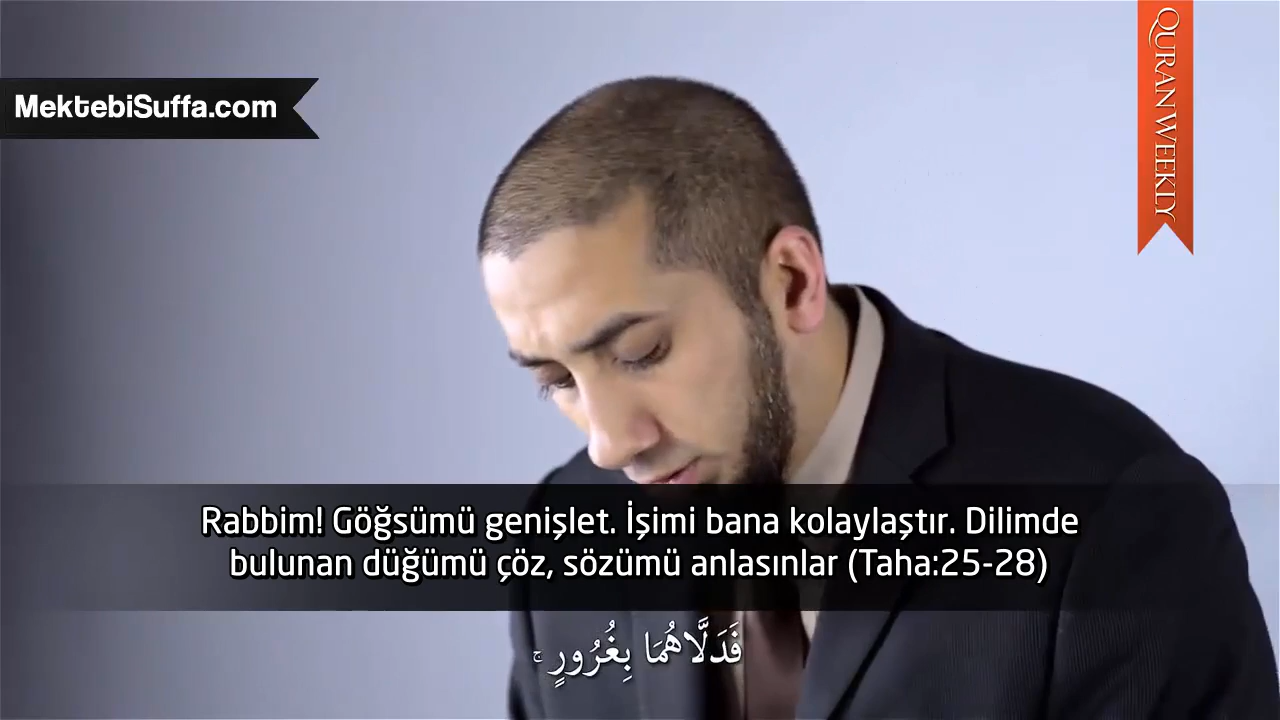 MektebiSuffa.com
QURAN WEEKLY
Rabbim! Göğsümü genişlet. İşimi bana kolaylaştır. Dilimde
bulunan düğümü çöz, sözümü anlasınlar (Taha:25-28)
فَدَلَّاهُمَا بِغُرُورٍ ۚ